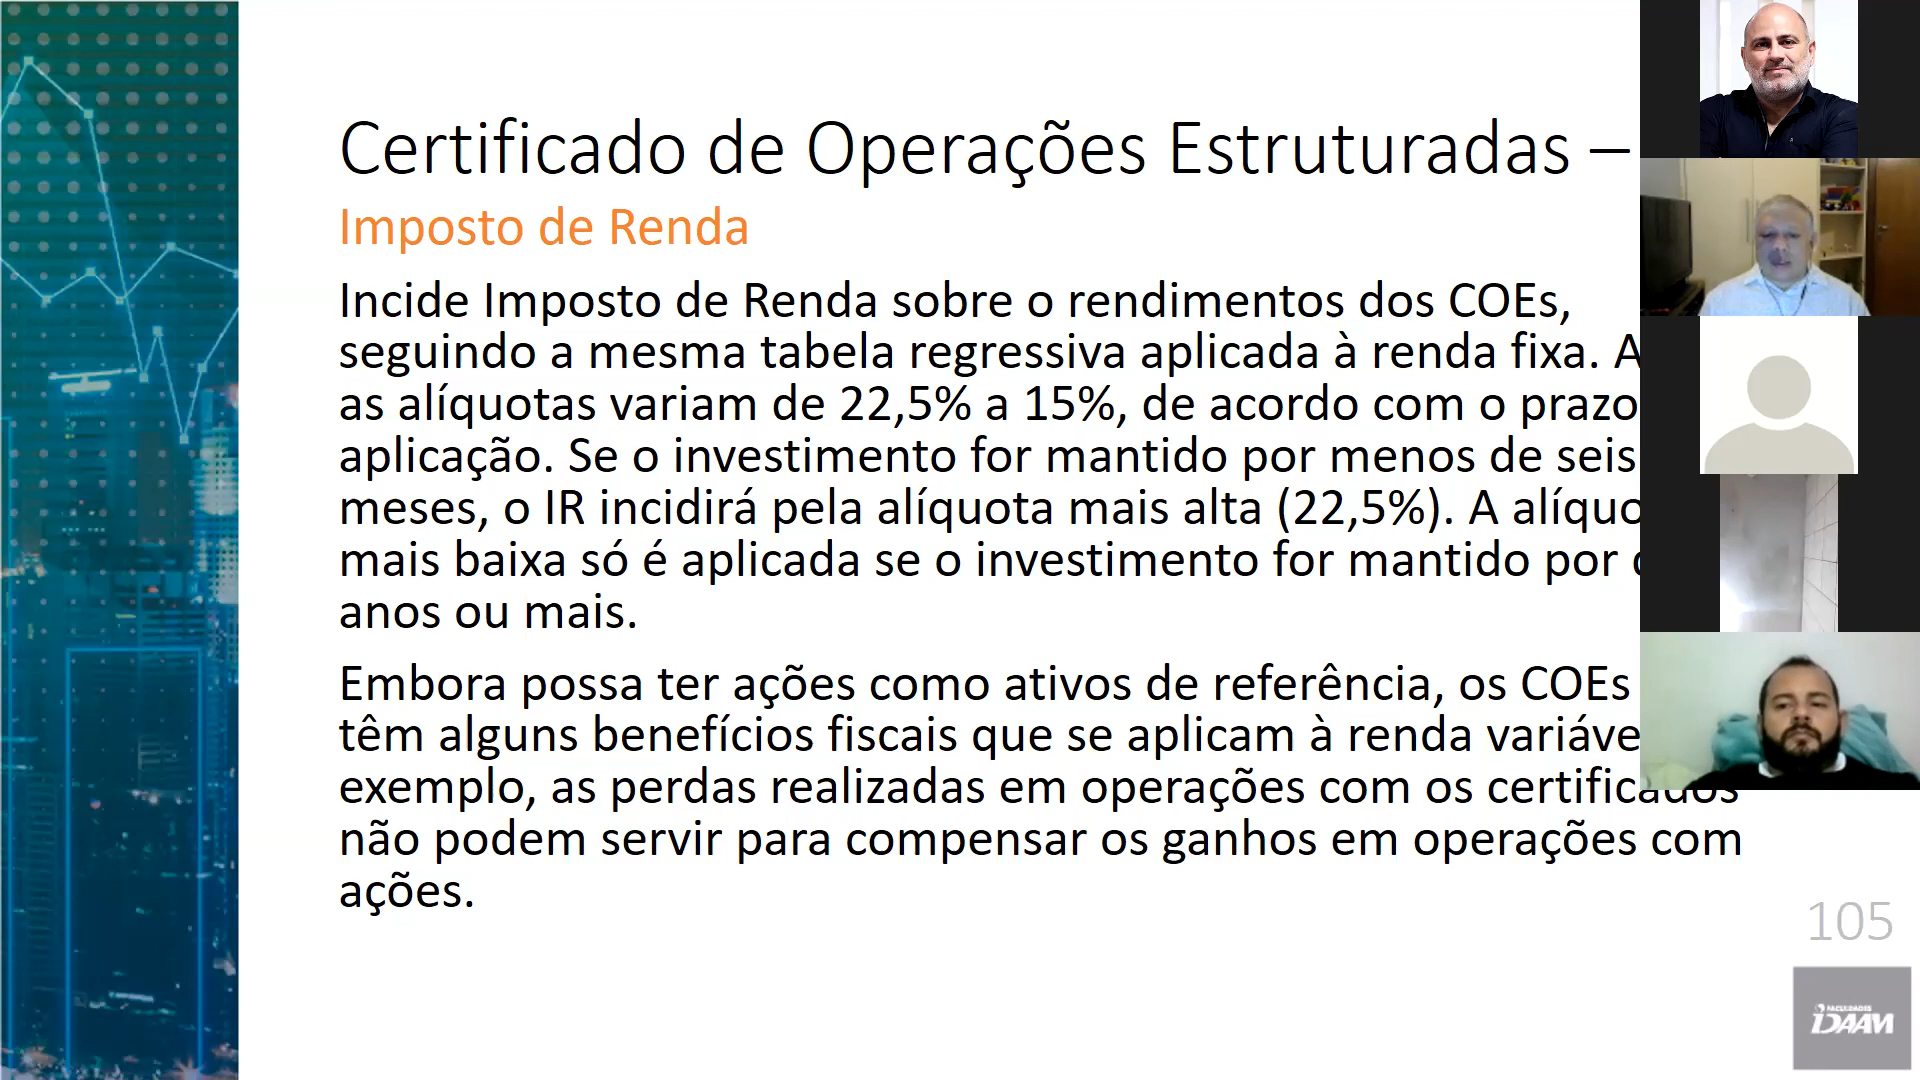 Certificado de Operações Estruturadas –
Imposto de Renda
Incide Imposto de Renda sobre o rendimentos dos COEs,
seguindo a mesma tabela regressiva aplicada à renda fixa. A
as alíquotas variam de 22,5% a 15%, de acordo com o prazo
aplicação. Se o investimento for mantido por menos de seis
meses, o IR incidirá pela alíquota mais alta (22,5%). A alíquo
mais baixa só é aplicada se o investimento for mantido por
anos ou mais.
Embora possa ter ações como ativos de referência, os COEs
têm alguns benefícios fiscais que se aplicam à renda variáve
exemplo, as perdas realizadas em operações com os certificados
não podem servir para compensar os ganhos em operações com
ações.
105
FACULDADES
IDAAM